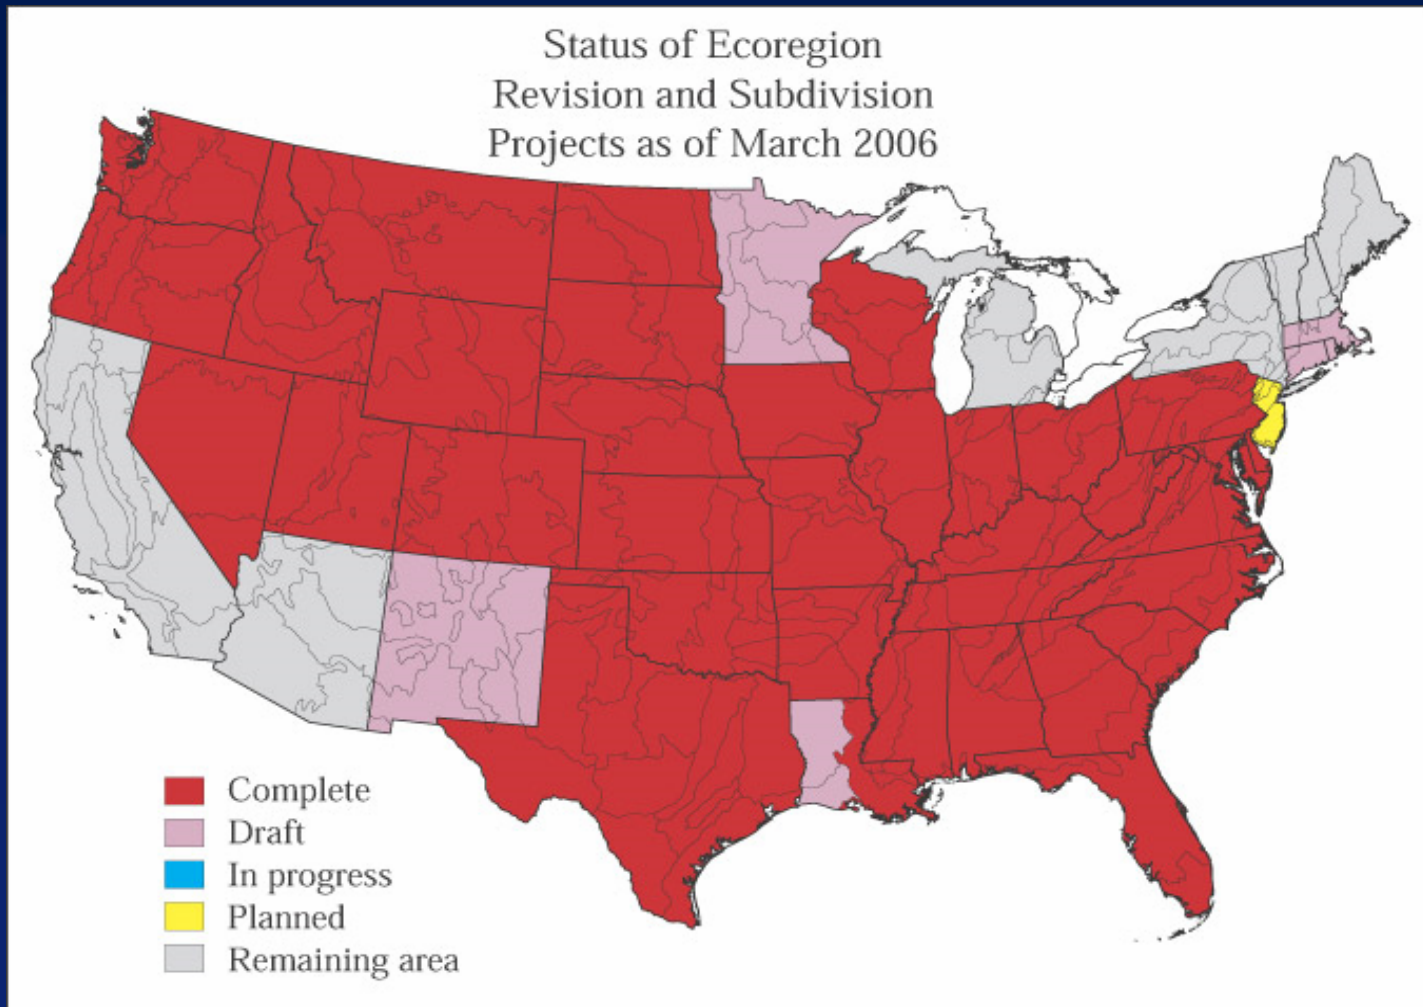 Status of Ecoregion
Revision and Subdivision
Projects as of March 2006
Complete
Draft
In progress
Planned
Remaining area